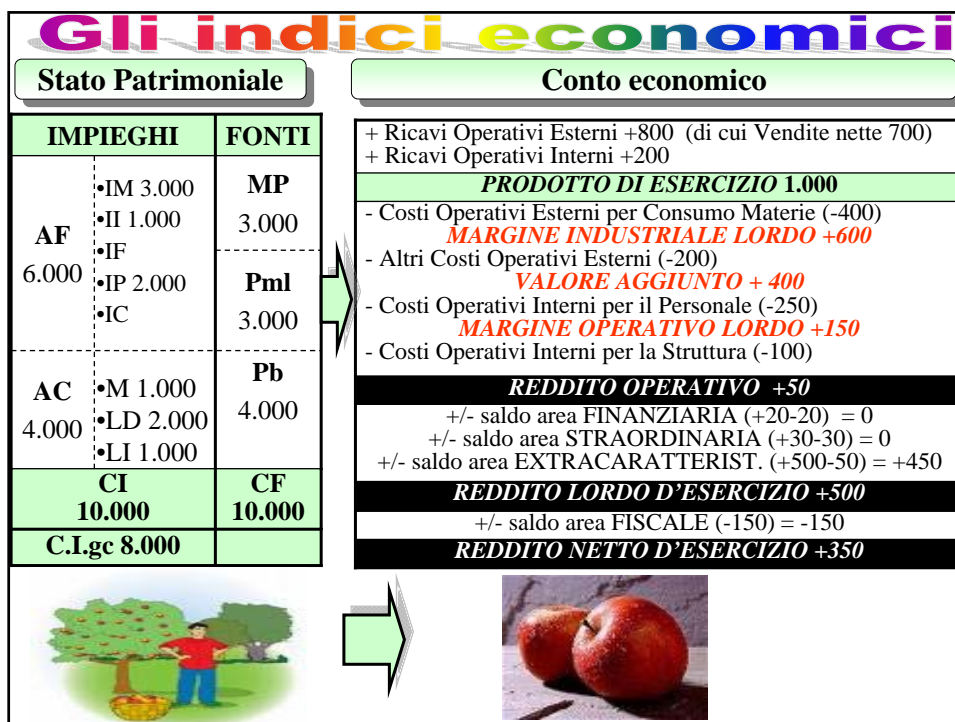 Gli indici economici
Stato Patrimoniale
Conto economico
IMPIEGHI
FONTI
AF
6.000
•IM 3.000
•II 1.000
•IF
•IP 2.000
•IC
MP
3.000
Pml
3.000
AC
4.000
•M 1.000
•LD 2.000
•LI 1.000
Pb
4.000
CI
10.000
CF
10.000
C.I.gc 8.000
+ Ricavi Operativi Esterni +800 (di cui Vendite nette 700)
+ Ricavi Operativi Interni +200
PRODOTTO DI ESERCIZIO 1.000
- Costi Operativi Esterni per Consumo Materie (-400)
MARGINE INDUSTRIALE LORDO +600
- Altri Costi Operativi Esterni (-200)
VALORE AGGIUNTO + 400
- Costi Operativi Interni per il Personale (-250)
MARGINE OPERATIVO LORDO +150
- Costi Operativi Interni per la Struttura (-100)
REDDITO OPERATIVO +50
+/- saldo area FINANZIARIA (+20-20) = 0
+/- saldo area STRAORDINARIA (+30-30) = 0
+/- saldo area EXTRACARATTERIST. (+500-50) = +450
REDDITO LORDO D'ESERCIZIO +500
+/- saldo area FISCALE (-150) = -150
REDDITO NETTO D'ESERCIZIO +350